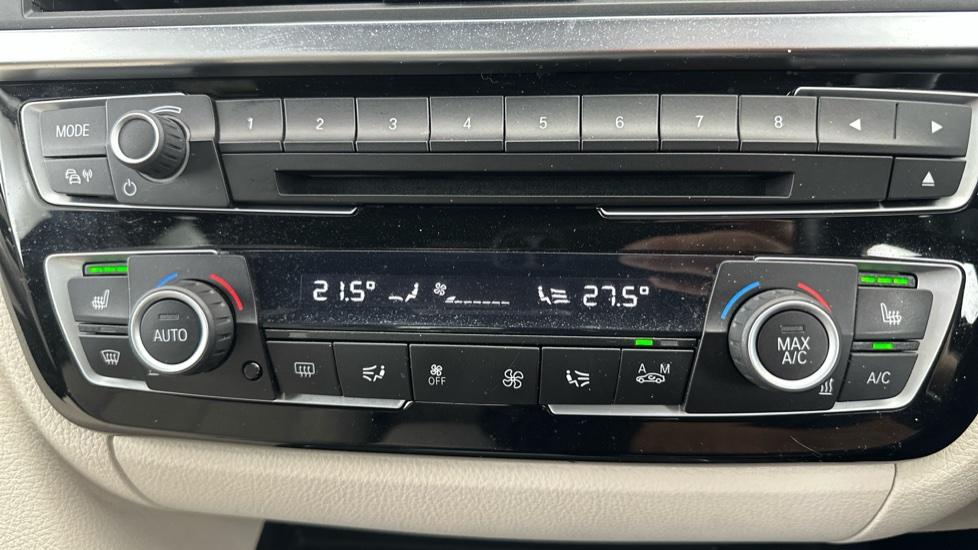 MODE 1 2 3 4 5 6 7 8
21.5° 27.5°
AUTO MAX A/C
OFF A M A/C